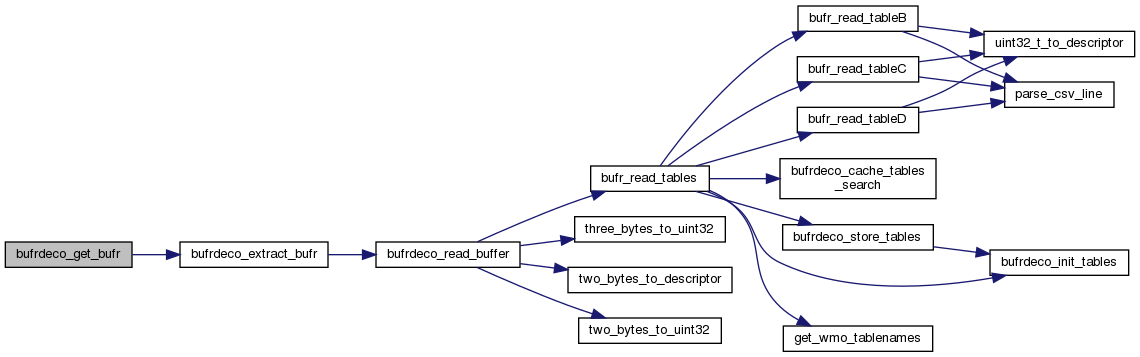 bufrdeco_get_bufr
bufrdeco_extract_bufr
bufrdeco_read_buffer
bufr_read_tables
three_bytes_to_uint32
two_bytes_to_descriptor
two_bytes_to_uint32
bufr_read_tableB
bufr_read_tableC
bufr_read_tableD
bufrdeco_cache_tables
_search
bufrdeco_store_tables
get_wmo_tablenames
uint32_t_to_descriptor
parse_csv_line
bufrdeco_init_tables